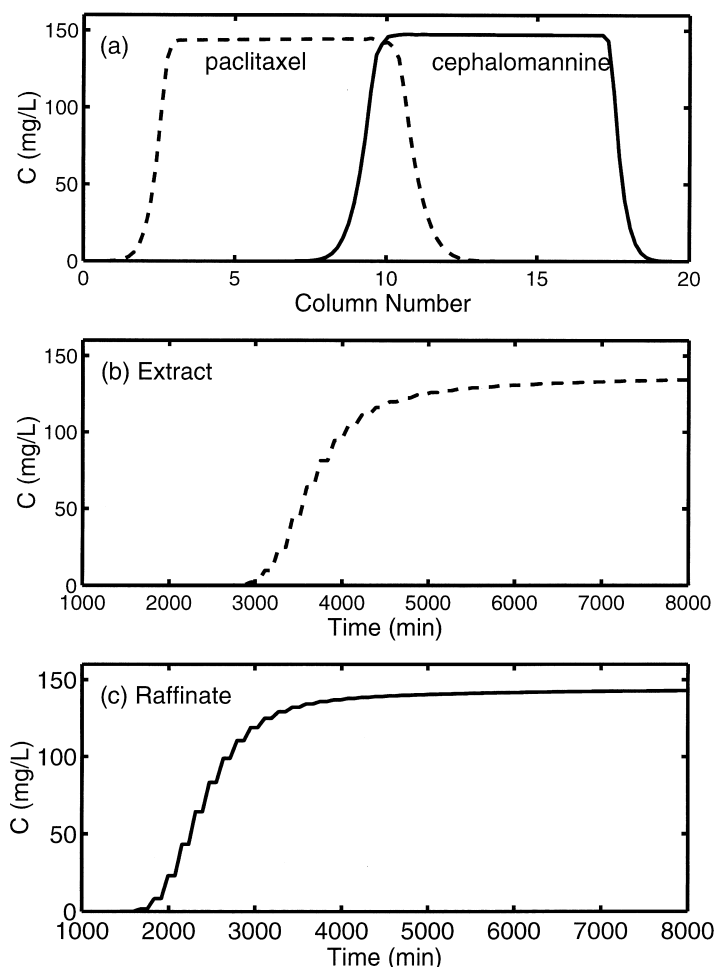 (a)
paclitaxel
cephalomannine
150
100
50
0
C (mg/L)
0 5 10 15 20
Column Number
(b) Extract
150
100
50
0
C (mg/L)
1000 2000 3000 4000 5000 6000 7000 8000
Time (min)
(c) Raffinate
150
100
50
0
C (mg/L)
1000 2000 3000 4000 5000 6000 7000 8000
Time (min)